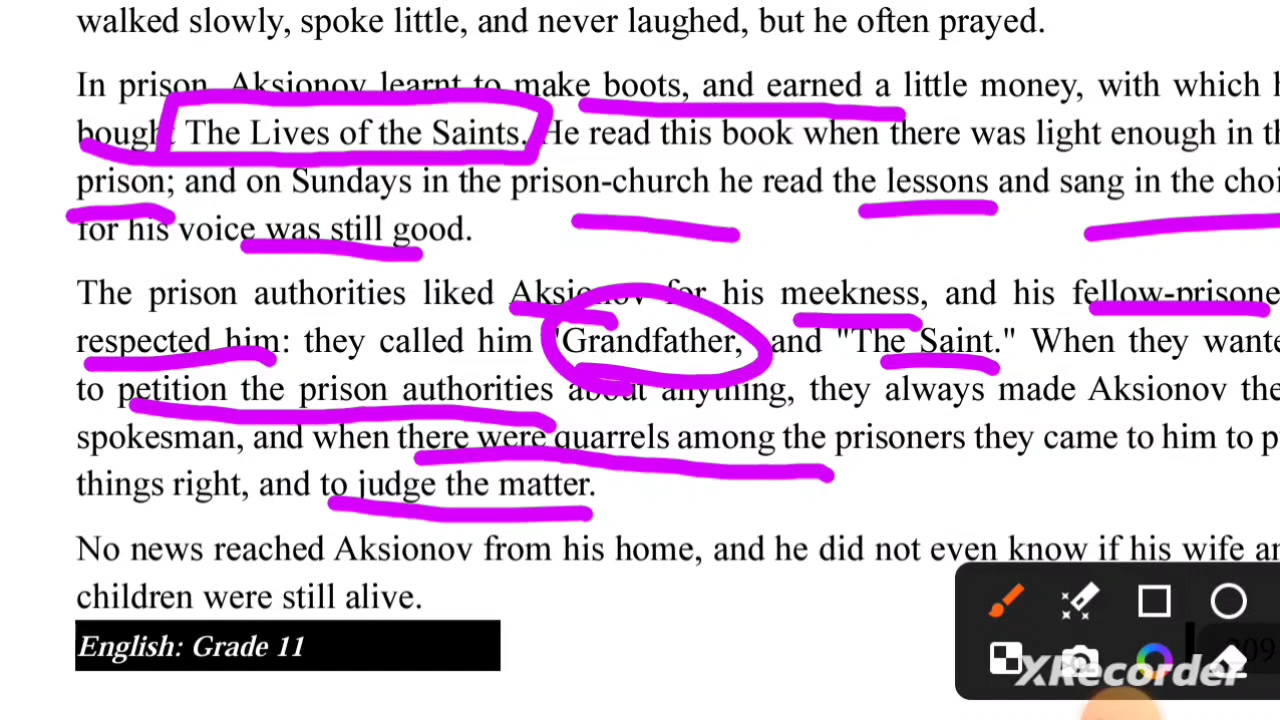 walked slowly, spoke little, and never laughed, but he often prayed.
In prison, Aksionov learnt to make boots, and earned a little money, with which
bought The Lives of the Saints. He read this book when there was light enough in
prison; and on Sundays in the prison-church he read the lessons and sang in the
for his voice was still good.
The prison authorities liked Aksionov for his meekness, and his
respected him: they called him "Grandfather," and "The Saint." When they
to petition the prison authorities about anything, they always made Aksionov
spokesman, and when there were quarrels among the prisoners they came to him to
things right, and to judge the matter.
No news reached Aksionov from his home, and he did not even know if his wife
children were still alive.
English: Grade 11
XRecorder